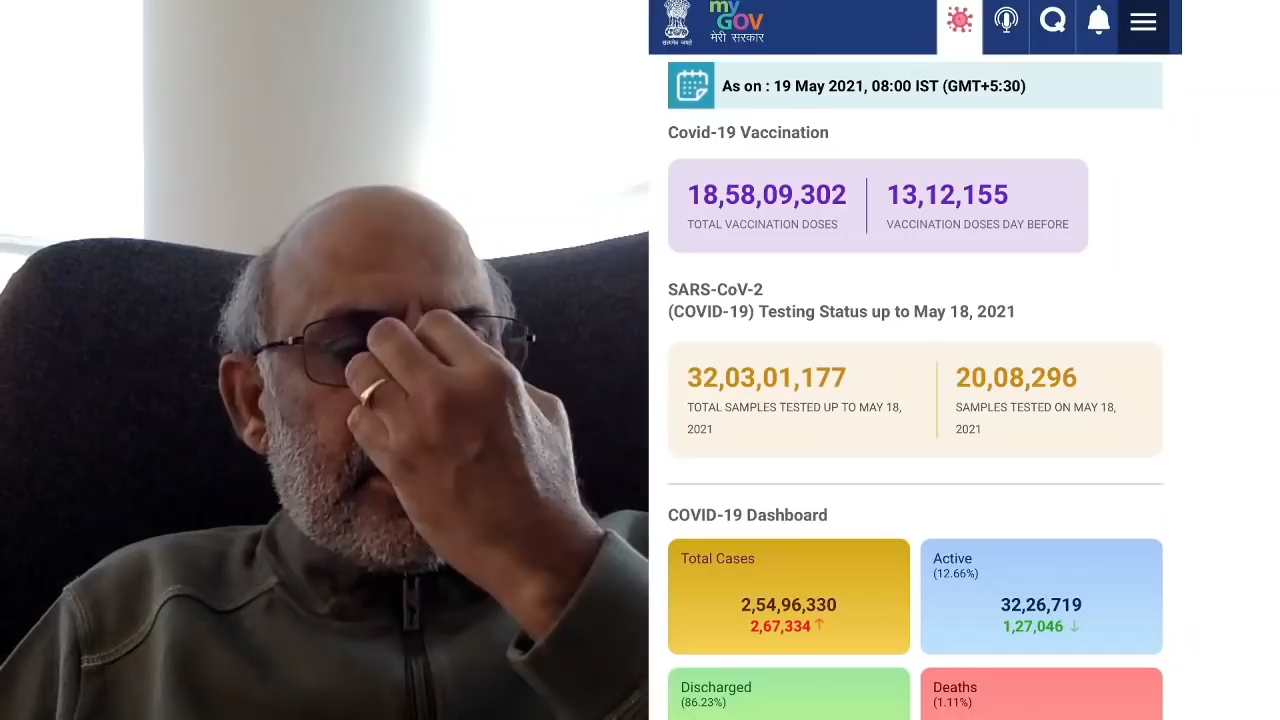 सत्यमेव जयते
my
GOV
मेरी सरकार
As on : 19 May 2021, 08:00 IST (GMT+5:30)
Covid-19 Vaccination
18,58,09,302
TOTAL VACCINATION DOSES
13,12,155
VACCINATION DOSES DAY BEFORE
SARS-CoV-2
(COVID-19) Testing Status up to May 18, 2021
32,03,01,177
TOTAL SAMPLES TESTED UP TO MAY 18,
2021
20,08,296
SAMPLES TESTED ON MAY 18,
2021
COVID-19 Dashboard
Total Cases
2,54,96,330
2,67,334 ↑
Active
(12.66%)
32,26,719
1,27,046 ↓
Discharged
(86.23%)
Deaths
(1.11%)